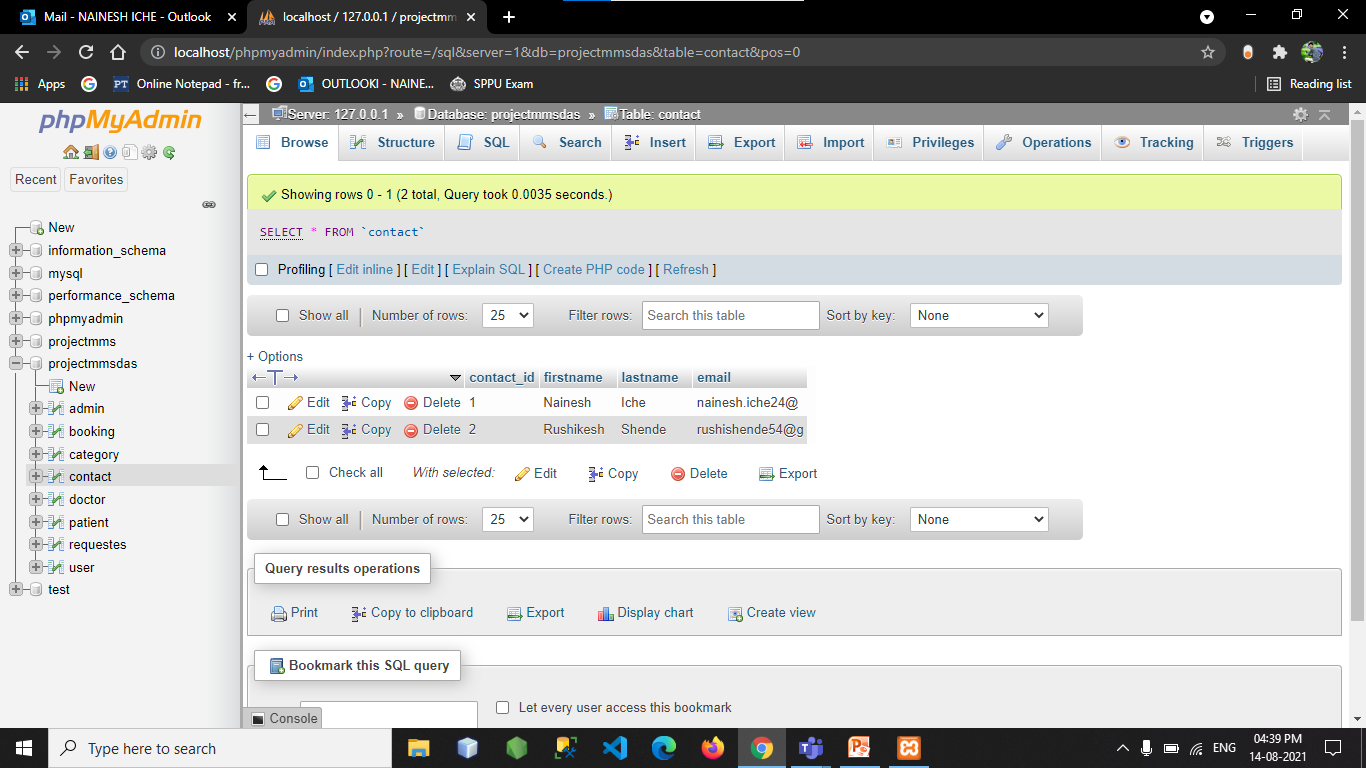 Mail - NAINESH ICHE - Outlook
localhost / 127.0.0.1 / projectmm
localhost/phpmyadmin/index.php?route=/sql&server=1&db=projectmmsdas&table=contact&pos=0
Apps
PT Online Notepad - fr...
OUTLOOKI - NAINE...
SPPU Exam
Reading list
phpMyAdmin
Recent Favorites
New
information_schema
mysql
performance_schema
phpmyadmin
projectmms
projectmmsdas
New
admin
booking
category
contact
doctor
patient
requestes
user
test
Server: 127.0.0.1 » Database: projectmmsdas » Table: contact
Browse Structure SQL Search Insert Export Import Privileges Operations Tracking Triggers
Showing rows 0 - 1 (2 total, Query took 0.0035 seconds.)
SELECT * FROM `contact`
Profiling [ Edit inline ] [ Edit ] [ Explain SQL ] [ Create PHP code ] [ Refresh ]
Show all | Number of rows: 25 Filter rows: Search this table Sort by key: None
+ Options
←T→ contact_id firstname lastname email
Edit Copy Delete 1 Nainesh Iche nainesh.iche24@
Edit Copy Delete 2 Rushikesh Shende rushishende54@g
Check all With selected: Edit Copy Delete Export
Show all | Number of rows: 25 Filter rows: Search this table Sort by key: None
Query results operations
Print Copy to clipboard Export Display chart Create view
Bookmark this SQL query
Let every user access this bookmark
Console
Type here to search
ENG
04:39 PM
14-08-2021